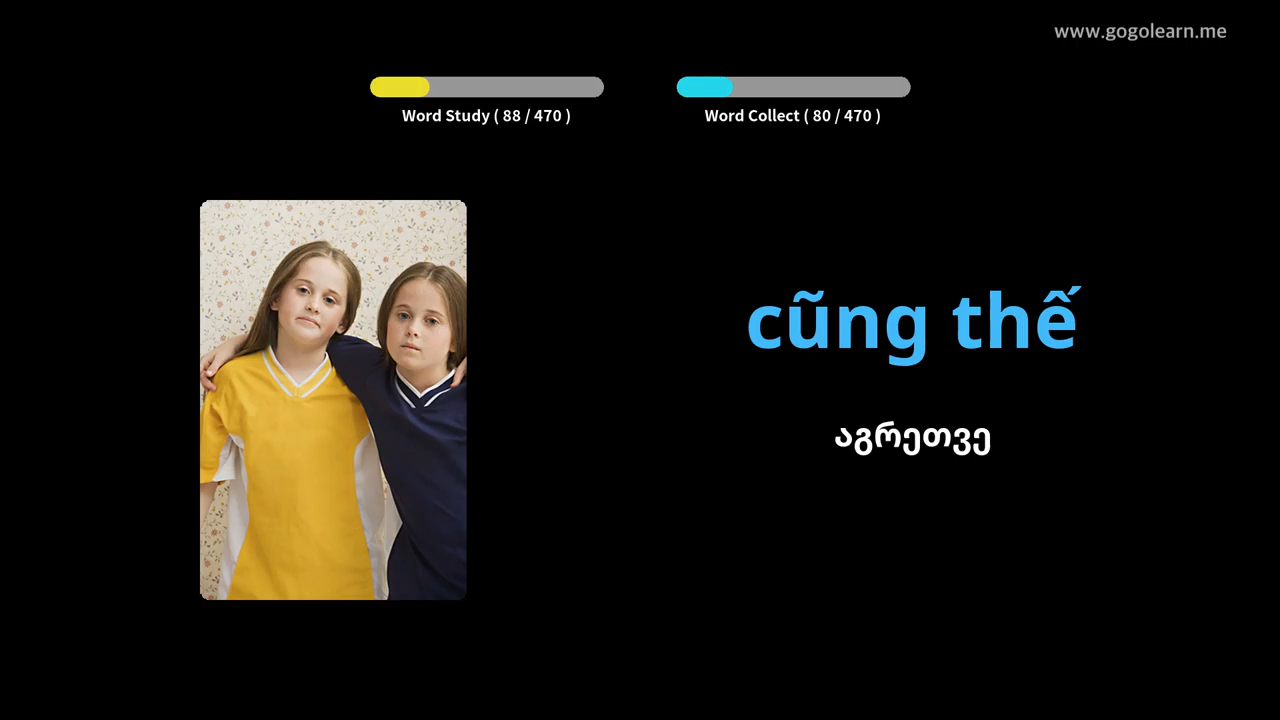 www.gogolearn.me
Word Study ( 88 / 470 )
Word Collect ( 80 / 470 )
cũng thế
აგრეთვე